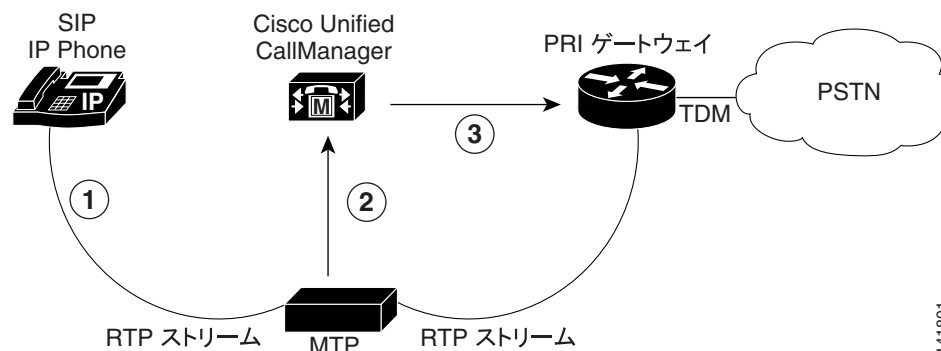 SIP
IP Phone
Cisco Unified
CallManager
PRI ゲートウェイ
IP
M
PSTN
TDM
3
1
2
RTP ストリーム
RTP ストリーム
MTP